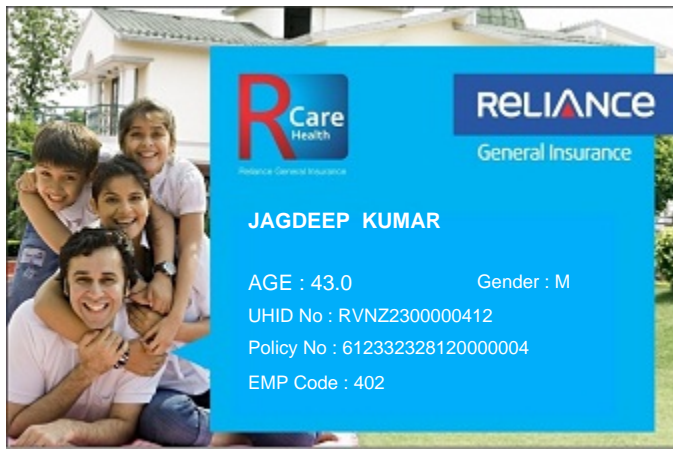 RCare
Health
Reliance General Insurance
RELIANCE
General Insurance
JAGDEEP KUMAR
AGE : 43.0 Gender : M
UHID No : RVNZ2300000412
Policy No : 612332328120000004
EMP Code : 402